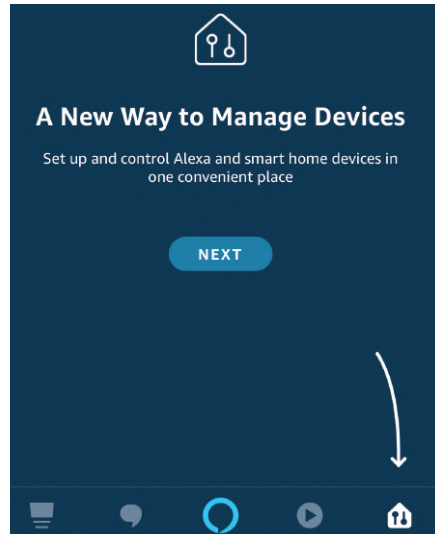 A New Way to Manage Devices
Set up and control Alexa and smart home devices in
one convenient place
NEXT